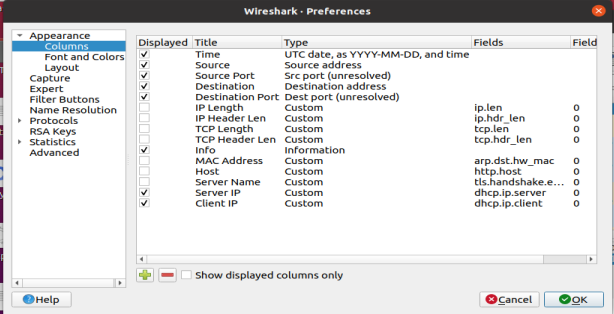 Wireshark · Preferences
Appearance
Columns
Font and Colors
Layout
Capture
Expert
Filter Buttons
Name Resolution
Protocols
RSA Keys
Statistics
Advanced
Displayed Title Type Fields Field
Time UTC date, as YYYY-MM-DD, and time
Source Source address
Source Port Src port (unresolved)
Destination Destination address
Destination Port Dest port (unresolved)
IP Length Custom ip.len 0
IP Header Len Custom ip.hdr_len 0
TCP Length Custom tcp.len 0
TCP Header Len Custom tcp.hdr_len 0
Info Information
MAC Address Custom arp.dst.hw_mac 0
Host Custom http.host 0
Server Name Custom tls.handshake.e... 0
Server IP Custom dhcp.ip.server 0
Client IP Custom dhcp.ip.client 0
Show displayed columns only
Help Cancel OK